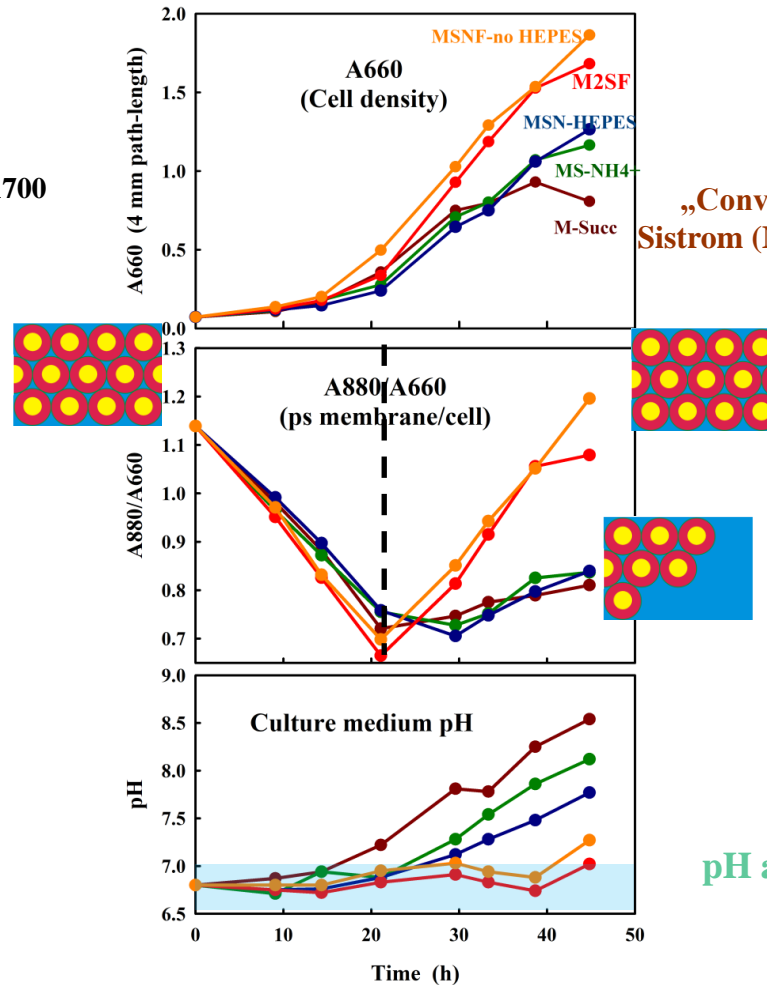 2.0
1.5
1.0
0.5
0.0
A660 (4 mm path-length)
A660
(Cell density)
MSNF-no HEPES
M2SF
MSN-HEPES
MS-NH4+
M-Succ
700
„Conv
Sistrom (
1.3
1.2
1.1
1.0
0.9
0.8
0.7
A880/A660
A880/A660
(ps membrane/cell)
9.0
8.5
8.0
7.5
7.0
6.5
pH
Culture medium pH
pH a
0 10 20 30 40 50
Time (h)